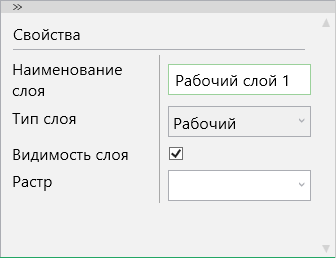 »
Свойства
Наименование
слоя
Рабочий слой 1
Тип слоя
Рабочий
Видимость слоя
Растр